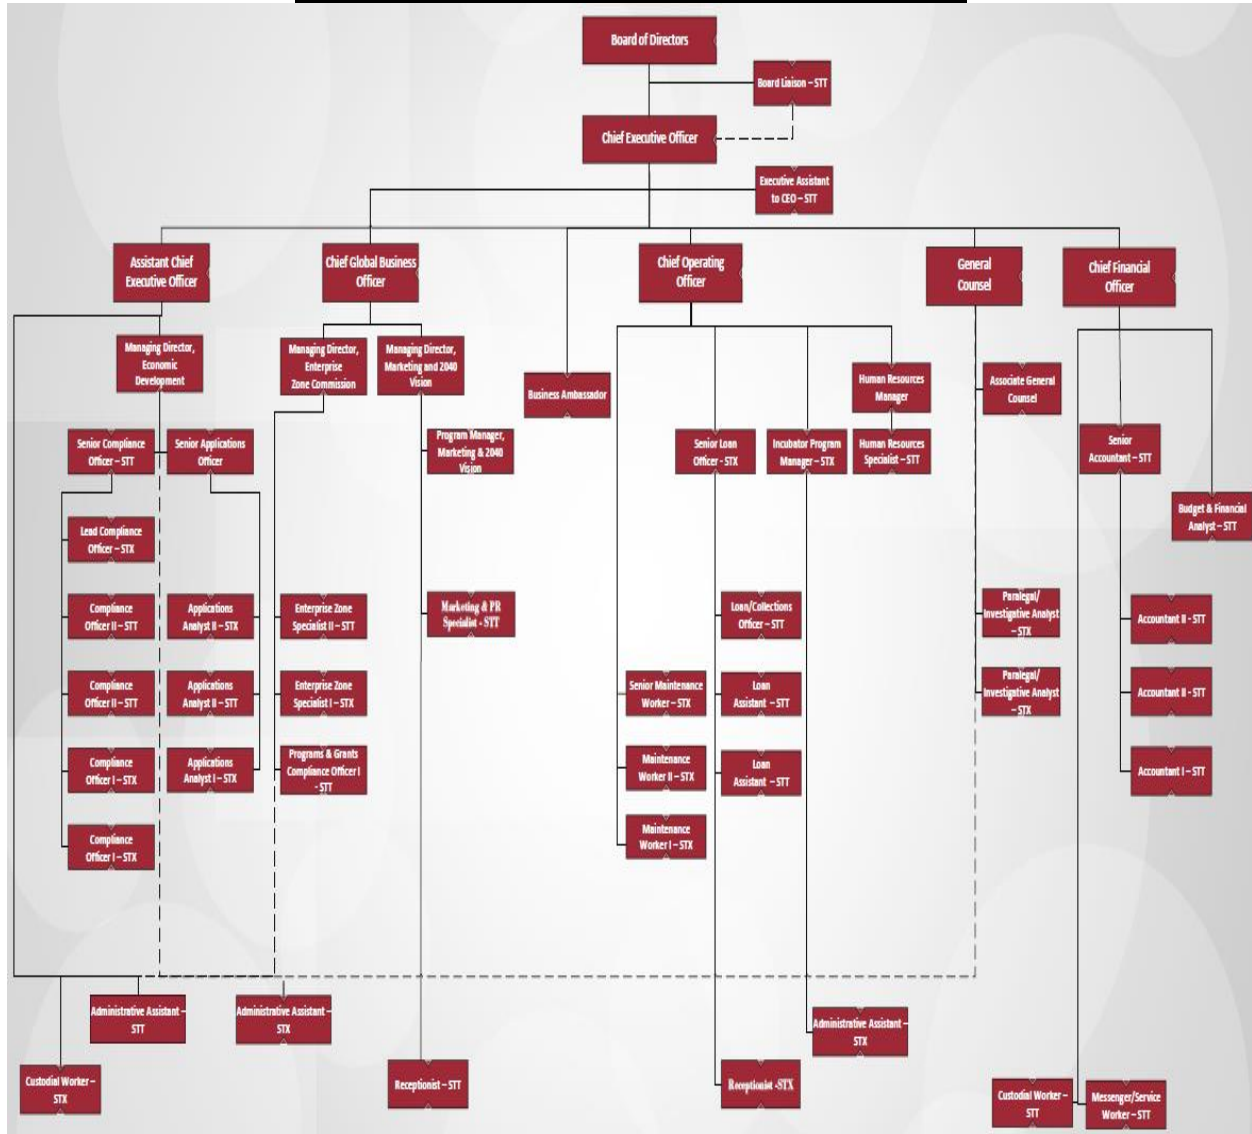 Board of Directors
Board Liaison – STT
Chief Executive Officer
Executive Assistant
to CEO – STT
Assistant Chief
Executive Officer
Chief Global Business
Officer
Chief Operating
Officer
General
Counsel
Chief Financial
Officer
Managing Director,
Economic
Development
Managing Director,
Enterprise
Zone Commission
Managing Director,
Marketing and 2040
Vision
Business Ambassador
Human Resources
Manager
Associate General
Counsel
Senior Compliance
Officer – STT
Senior Applications
Officer
Program Manager,
Marketing & 2040
Vision
Senior Loan
Officer - STX
Incubator Program
Manager – STX
Human Resources
Specialist – STT
Senior
Accountant – STT
Budget & Financial
Analyst – STT
Lead Compliance
Officer – STX
Compliance
Officer II – STT
Applications
Analyst II – STX
Enterprise Zone
Specialist II – STT
Marketing & PR
Specialist - STT
Loan/Collections
Officer – STT
Paralegal/
Investigative Analyst
– STX
Accountant II - STT
Compliance
Officer II – STT
Applications
Analyst II – STT
Enterprise Zone
Specialist I – STX
Senior Maintenance
Worker – STX
Loan
Assistant – STT
Paralegal/
Investigative Analyst
– STX
Accountant II - STT
Compliance
Officer I – STX
Applications
Analyst I – STX
Programs & Grants
Compliance Officer I
- STT
Maintenance
Worker II – STX
Loan
Assistant – STT
Accountant I – STT
Compliance
Officer I – STX
Maintenance
Worker I – STX
Administrative Assistant –
STT
Administrative Assistant –
STX
Administrative Assistant –
STX
Custodial Worker –
STX
Receptionist – STT
Receptionist -STX
Custodial Worker –
STT
Messenger/Service
Worker – STT